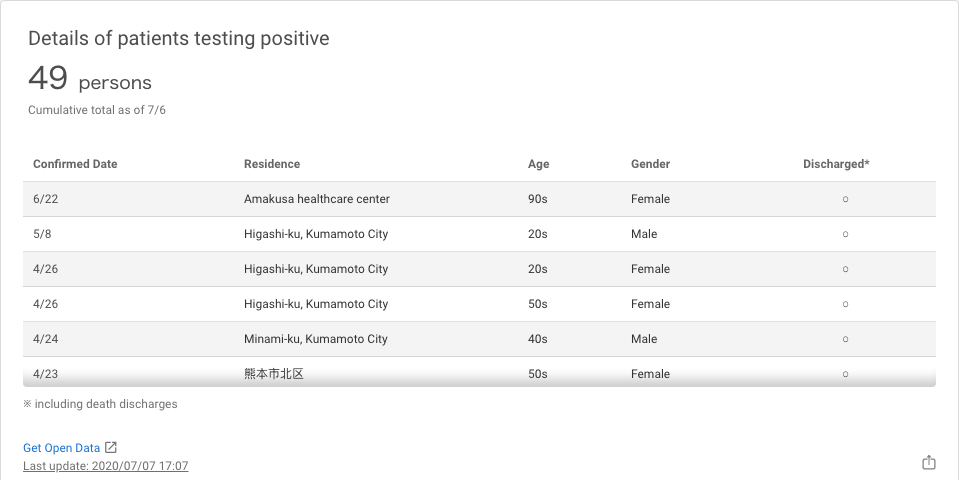 Details of patients testing positive
49 persons
Cumulative total as of 7/6
Confirmed Date Residence Age Gender Discharged*
6/22 Amakusa healthcare center 90s Female ○
5/8 Higashi-ku, Kumamoto City 20s Male ○
4/26 Higashi-ku, Kumamoto City 20s Female ○
4/26 Higashi-ku, Kumamoto City 50s Female ○
4/24 Minami-ku, Kumamoto City 40s Male ○
4/23 熊本市北区 50s Female ○
※ including death discharges
Get Open Data
Last update: 2020/07/07 17:07